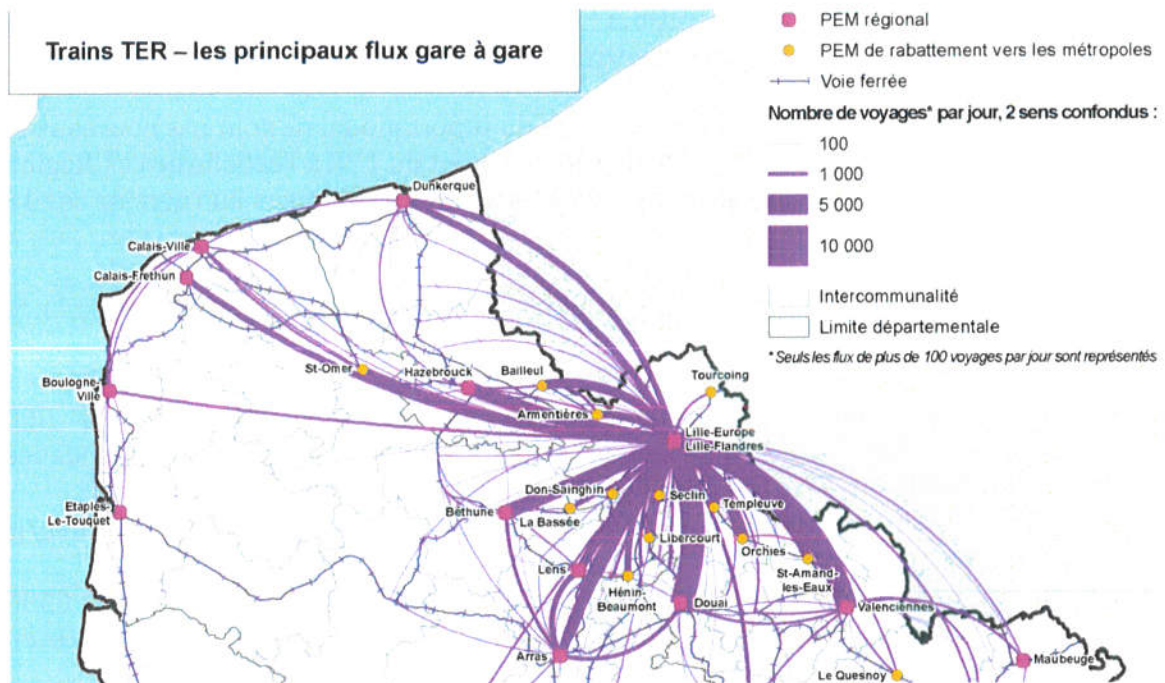 Trains TER – les principaux flux gare à gare
PEM régional
PEM de rabattement vers les métropoles
Voie ferrée
Nombre de voyages* par jour, 2 sens confondus :
100
1 000
5 000
10 000
Intercommunalité
Limite départementale
* Seuls les flux de plus de 100 voyages par jour sont représentés
Dunkerque
Calais-Ville
Calais-Frethun
St-Omer
Hazebrouck
Bailleul
Tourcoing
Boulogne-
Ville
Armentières
Lille-Europe
Lille-Flandres
Etaples-
Le-Touquet
Don-Sainghin
Seclin
Templeuve
Béthune
La Bassée
Libercourt
Orchies
Lens
St-Amand-
les-Eaux
Hénin-
Beaumont
Douai
Valenciennes
Arras
Maubeuge
Le Quesnoy